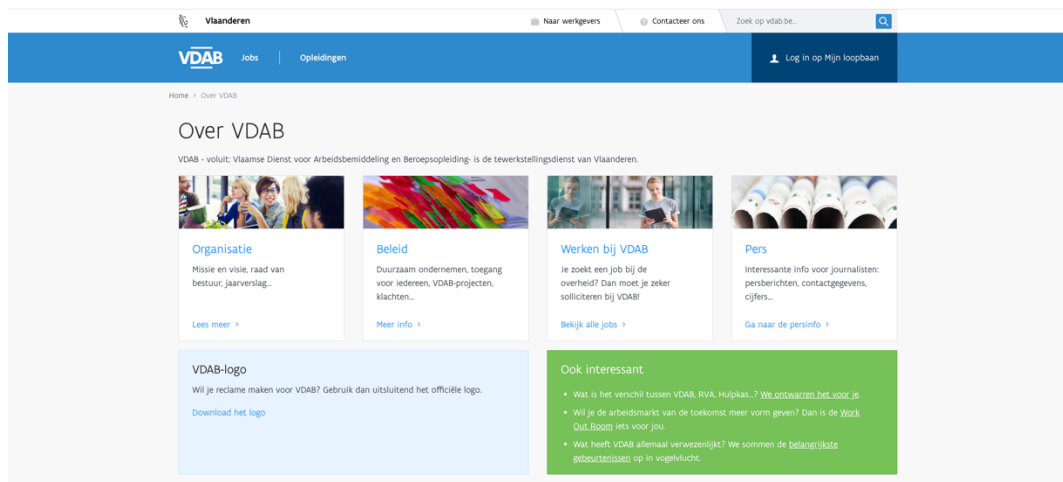 Vlaanderen
Naar werkgevers
Contacteer ons
Zoek op vdab.be...
VDAB
Jobs
Opleidingen
Log in op Mijn loopbaan
Home > Over VDAB
Over VDAB
VDAB - voluit: Vlaamse Dienst voor Arbeidsbemiddeling en Beroepsopleiding- is de tewerkstellingsdienst van Vlaanderen.
Organisatie
Missie en visie, raad van
bestuur, jaarverslag...
Lees meer >
Beleid
Duurzaam ondernemen, toegang
voor iedereen, VDAB-projecten,
klachten...
Meer info >
Werken bij VDAB
Je zoekt een job bij de
overheid? Dan moet je zeker
solliciteren bij VDAB!
Bekijk alle jobs >
Pers
Interessante info voor journalisten:
persberichten, contactgegevens,
cijfers...
Ga naar de persinfo >
VDAB-logo
Wil je reclame maken voor VDAB? Gebruik dan uitsluitend het officiële logo.
Download het logo
Ook interessant
• Wat is het verschil tussen VDAB, RVA, Hulpkas...? We ontwarren het voor je.
• Wil je de arbeidsmarkt van de toekomst meer vorm geven? Dan is de Work
Out Room iets voor jou.
• Wat heeft VDAB allemaal verwezenlijkt? We sommen de belangrijkste
gebeurtenissen op in vogelvlucht.